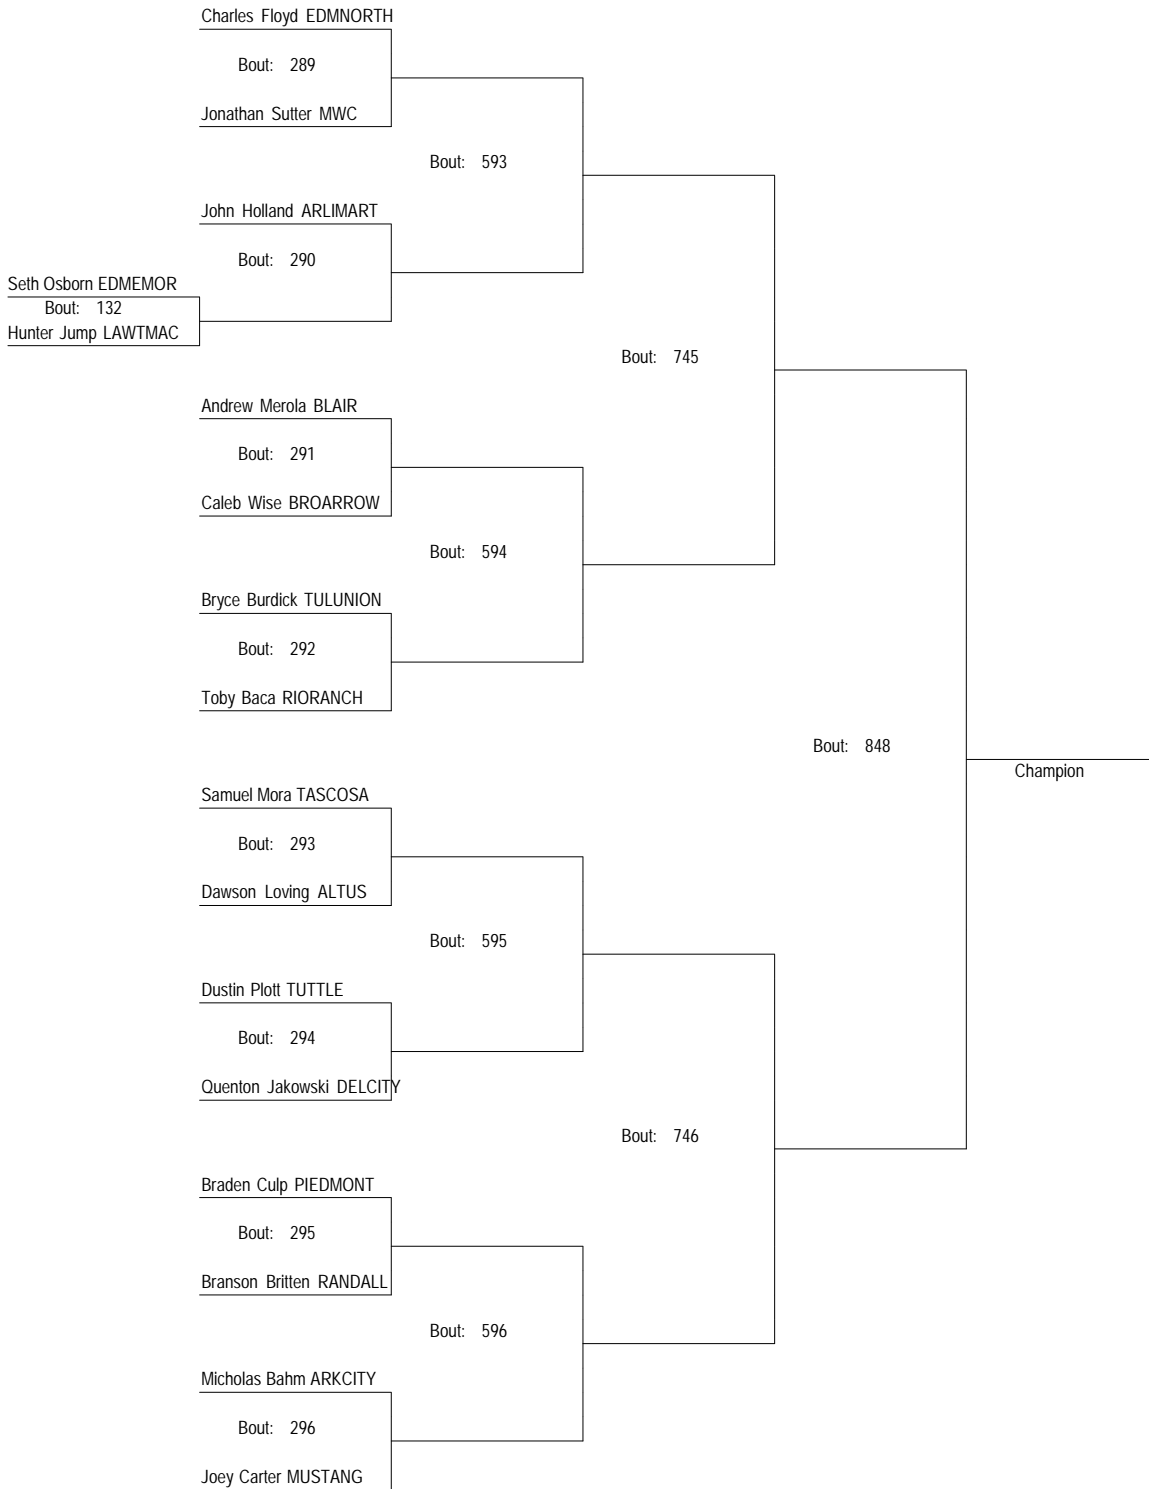 Charles Floyd EDMNORTH
Bout: 289
Jonathan Sutter MWC
Bout: 593
John Holland ARLIMART
Bout: 290
Seth Osborn EDMEMOR
Bout: 132
Hunter Jump LAWTMAC
Bout: 745
Andrew Merola BLAIR
Bout: 291
Caleb Wise BROARROW
Bout: 594
Bryce Burdick TULUNION
Bout: 292
Toby Baca RIORANCH
Bout: 848
Champion
Samuel Mora TASCOSA
Bout: 293
Dawson Loving ALTUS
Bout: 595
Dustin Plott TUTTLE
Bout: 294
Quenton Jakowski DELCITY
Bout: 746
Braden Culp PIEDMONT
Bout: 295
Branson Britten RANDALL
Bout: 596
Micholas Bahm ARKCITY
Bout: 296
Joey Carter MUSTANG